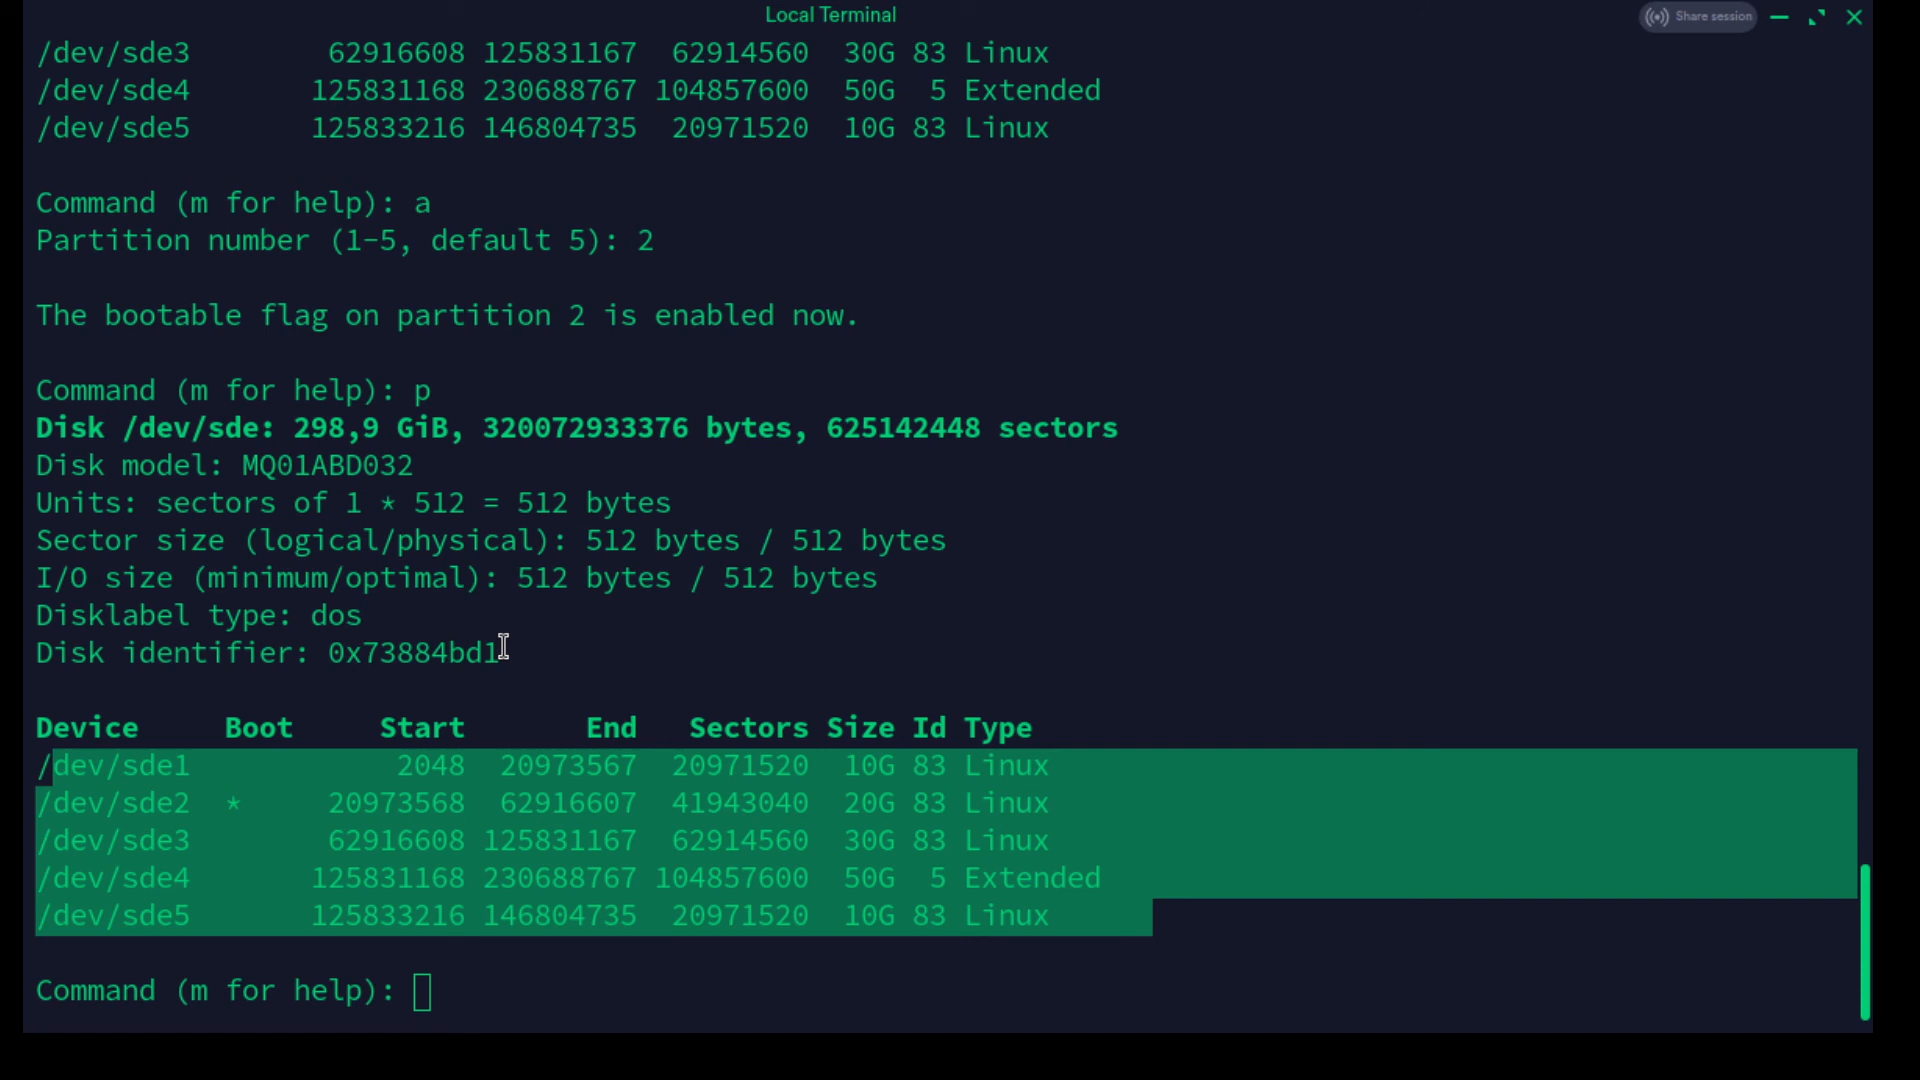 Local Terminal
Share session
/dev/sde3        62916608 125831167  62914560  30G 83 Linux
/dev/sde4       125831168 230688767 104857600  50G  5 Extended
/dev/sde5       125833216 146804735  20971520  10G 83 Linux
Command (m for help): a
Partition number (1-5, default 5): 2
The bootable flag on partition 2 is enabled now.
Command (m for help): p
Disk /dev/sde: 298,9 GiB, 320072933376 bytes, 625142448 sectors
Disk model: MQ01ABD032
Units: sectors of 1 * 512 = 512 bytes
Sector size (logical/physical): 512 bytes / 512 bytes
I/O size (minimum/optimal): 512 bytes / 512 bytes
Disklabel type: dos
Disk identifier: 0x73884bd1
Device     Boot     Start       End   Sectors Size Id Type
/dev/sde1            2048  20973567  20971520  10G 83 Linux
/dev/sde2  *     20973568  62916607  41943040  20G 83 Linux
/dev/sde3        62916608 125831167  62914560  30G 83 Linux
/dev/sde4       125831168 230688767 104857600  50G  5 Extended
/dev/sde5       125833216 146804735  20971520  10G 83 Linux
Command (m for help):